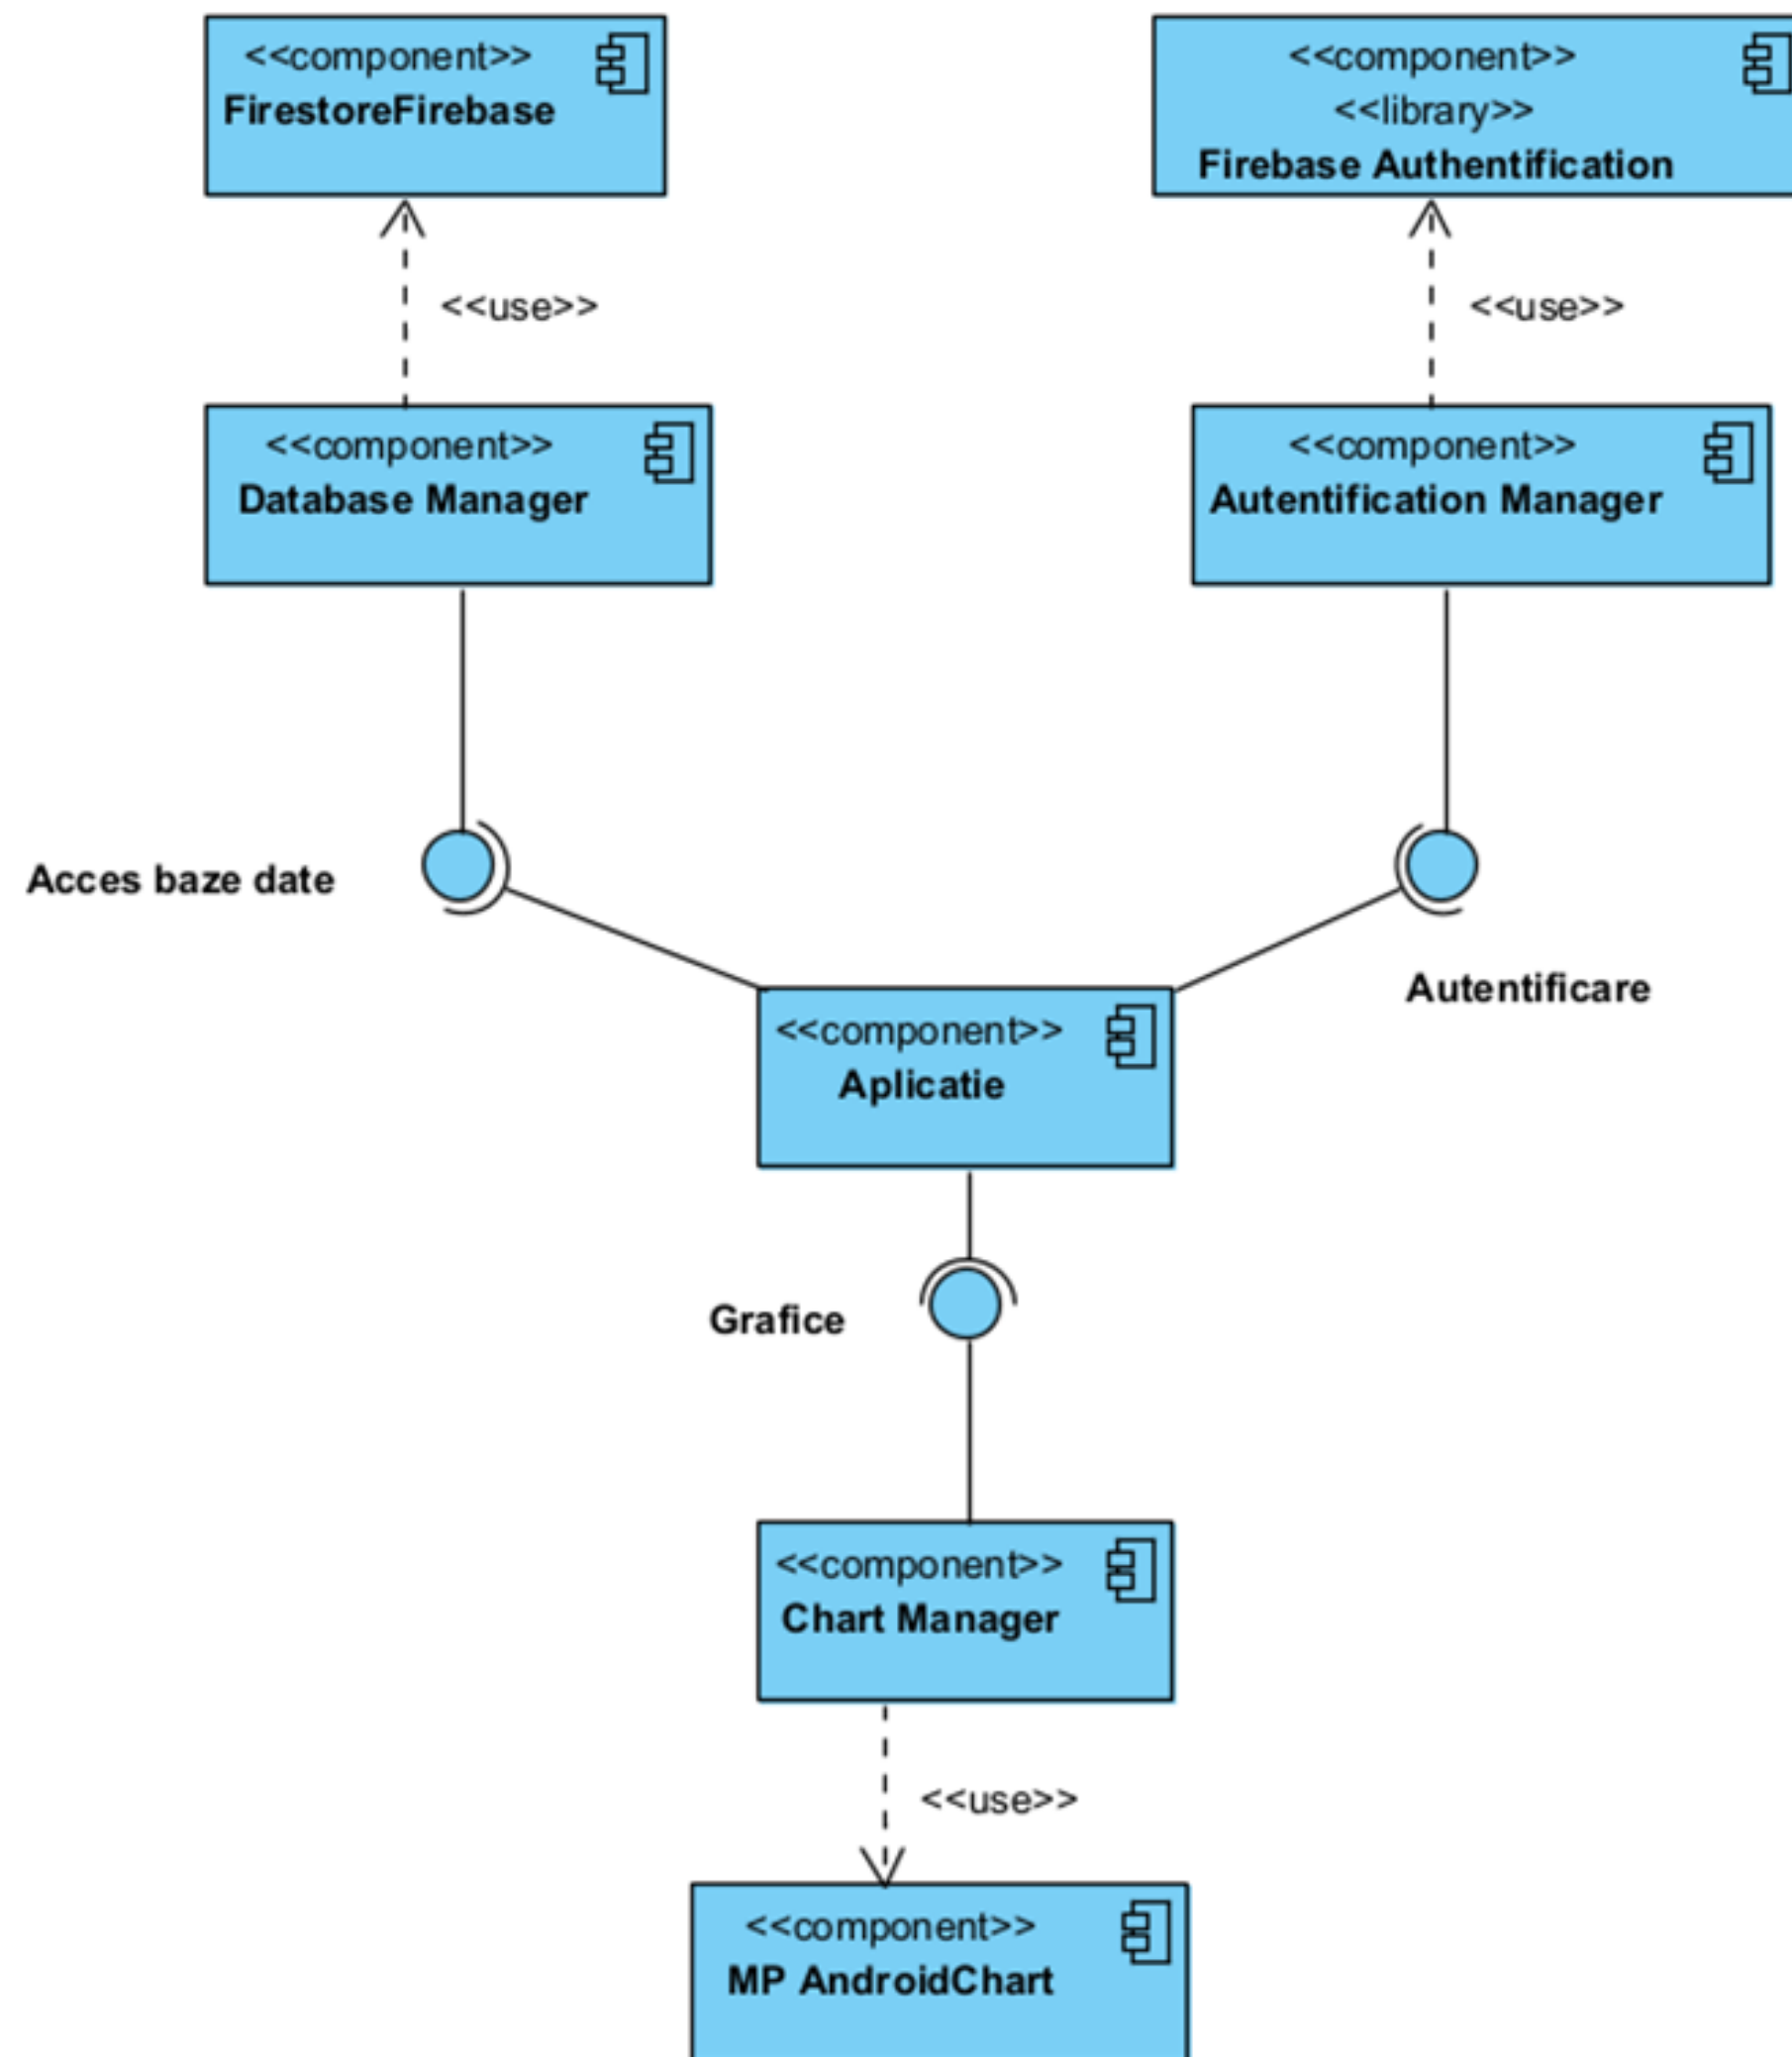 <<component>>
FirestoreFirebase
<<component>>
<<library>>
Firebase Authentification
<<use>>
<<use>>
<<component>>
Database Manager
<<component>>
Autentification Manager
Acces baze date
Autentificare
<<component>>
Aplicatie
Grafice
<<component>>
Chart Manager
<<use>>
<<component>>
MP AndroidChart